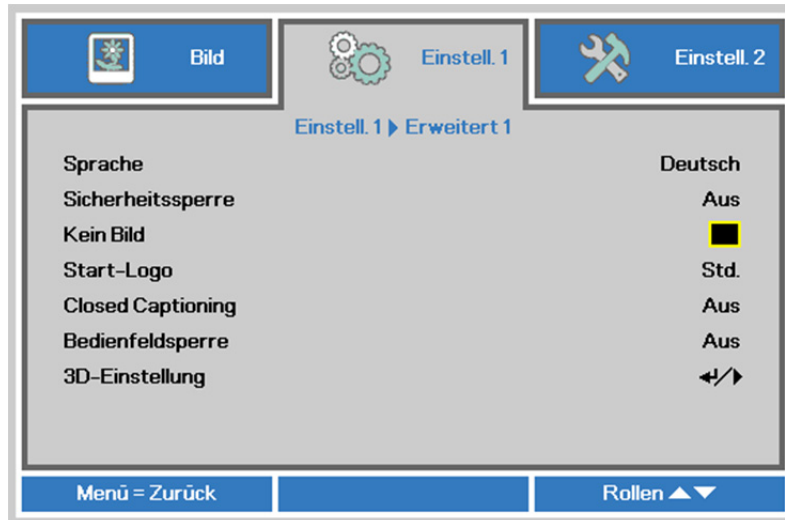 Bild
Einstell. 1
Einstell. 2
Einstell. 1 ▶ Erweitert 1
Sprache Deutsch
Sicherheitssperre Aus
Kein Bild
Start-Logo Std.
Closed Captioning Aus
Bedienfeldsperre Aus
3D-Einstellung ↵/▶
Menü = Zurück
Rollen ▲▼